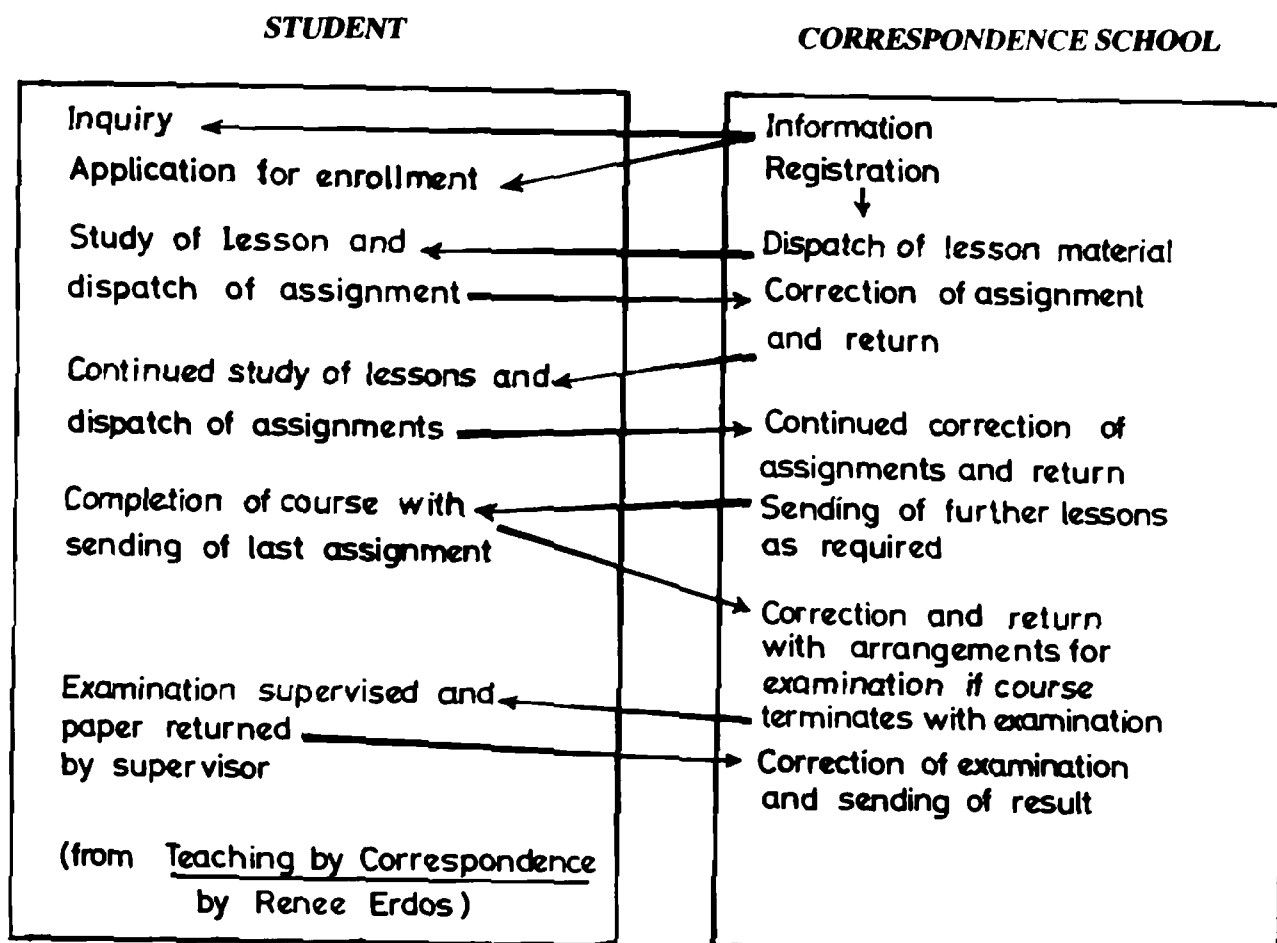 STUDENT
Inquiry
Application for enrollment
Study of Lesson and
dispatch of assignment
Continued study of lessons and
dispatch of assignments
Completion of course with
sending of last assignment
Examination supervised and
paper returned
by supervisor
(from Teaching by Correspondence
by Renee Erdos)
CORRESPONDENCE SCHOOL
Information
Registration
Dispatch of lesson material
Correction of assignment
and return
Continued correction of
assignments and return
Sending of further lessons
as required
Correction and return
with arrangements for
examination if course
terminates with examination
Correction of examination
and sending of result